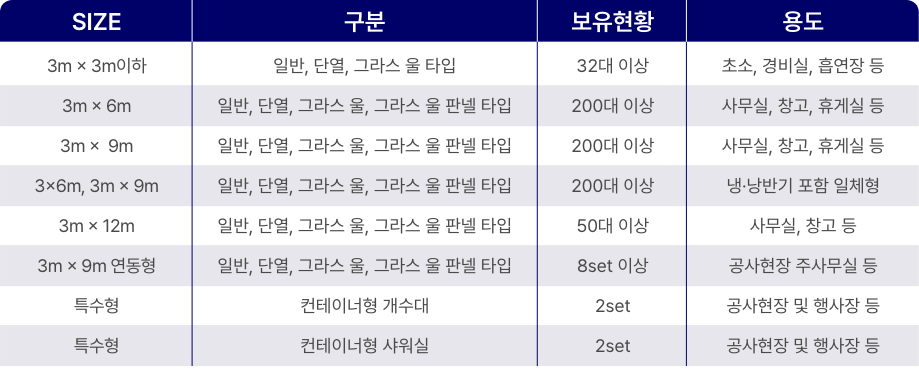 SIZE 구분 보유현황 용도
3m × 3m이하 일반, 단열, 그라스 울 타입 32대 이상 초소, 경비실, 흡연장 등
3m × 6m 일반, 단열, 그라스 울, 그라스 울 판넬 타입 200대 이상 사무실, 창고, 휴게실 등
3m × 9m 일반, 단열, 그라스 울, 그라스 울 판넬 타입 200대 이상 사무실, 창고, 휴게실 등
3×6m, 3m × 9m 일반, 단열, 그라스 울, 그라스 울 판넬 타입 200대 이상 냉·낭반기 포함 일체형
3m × 12m 일반, 단열, 그라스 울, 그라스 울 판넬 타입 50대 이상 사무실, 창고 등
3m × 9m 연동형 일반, 단열, 그라스 울, 그라스 울 판넬 타입 8set 이상 공사현장 주사무실 등
특수형 컨테이너형 개수대 2set 공사현장 및 행사장 등
특수형 컨테이너형 샤워실 2set 공사현장 및 행사장 등